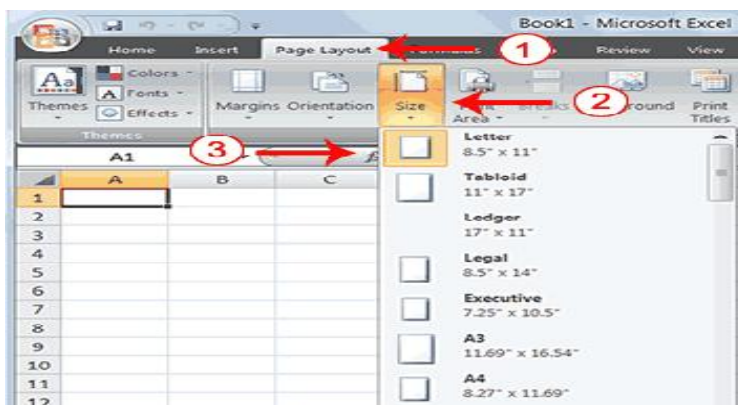 Book1 - Microsoft Excel
Home Insert Page Layout Review View
1
Aa Colors
A Fonts
Effects
Themes Margins Orientation Size Area Print Titles
2
Themes
3
A1
A B C
Letter
8.5" x 11"
Tabloid
11" x 17"
Ledger
17" x 11"
Legal
8.5" x 14"
Executive
7.25" x 10.5"
A3
11.69" x 16.54"
A4
8.27" x 11.69"
1
2
3
4
5
6
7
8
9
10
11
12